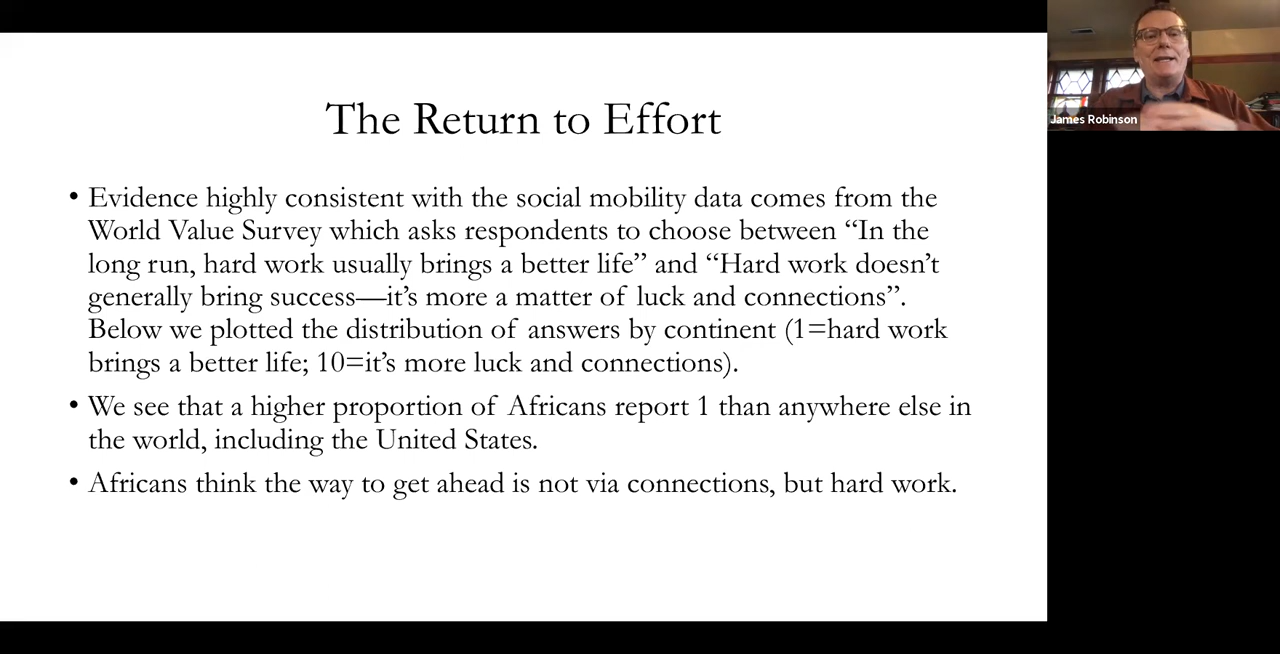 The Return to Effort
• Evidence highly consistent with the social mobility data comes from the
World Value Survey which asks respondents to choose between “In the
long run, hard work usually brings a better life” and “Hard work doesn’t
generally bring success—it’s more a matter of luck and connections”.
Below we plotted the distribution of answers by continent (1=hard work
brings a better life; 10=it’s more luck and connections).
• We see that a higher proportion of Africans report 1 than anywhere else in
the world, including the United States.
• Africans think the way to get ahead is not via connections, but hard work.
James Robinson